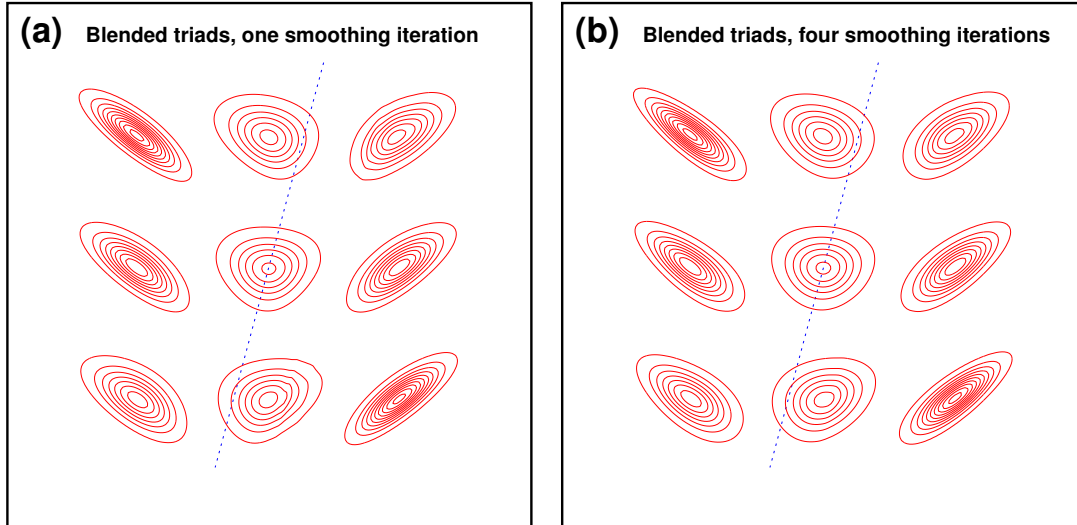 (a) Blended triads, one smoothing iteration
(b) Blended triads, four smoothing iterations